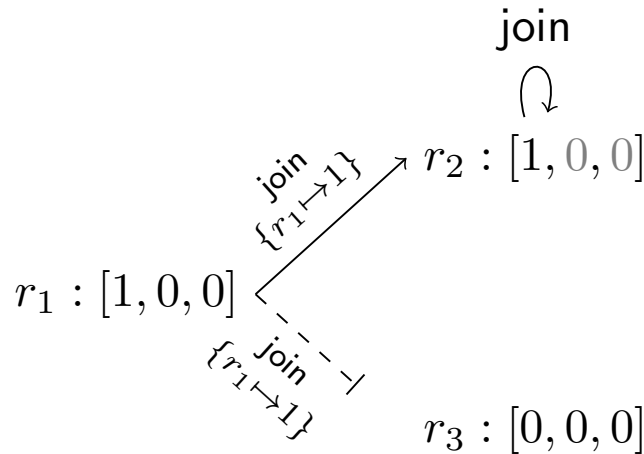 join
r₂ : [1, 0, 0]
join
{r₁ ↦ 1}
r₁ : [1, 0, 0]
join
{r₁ ↦ 1}
r₃ : [0, 0, 0]